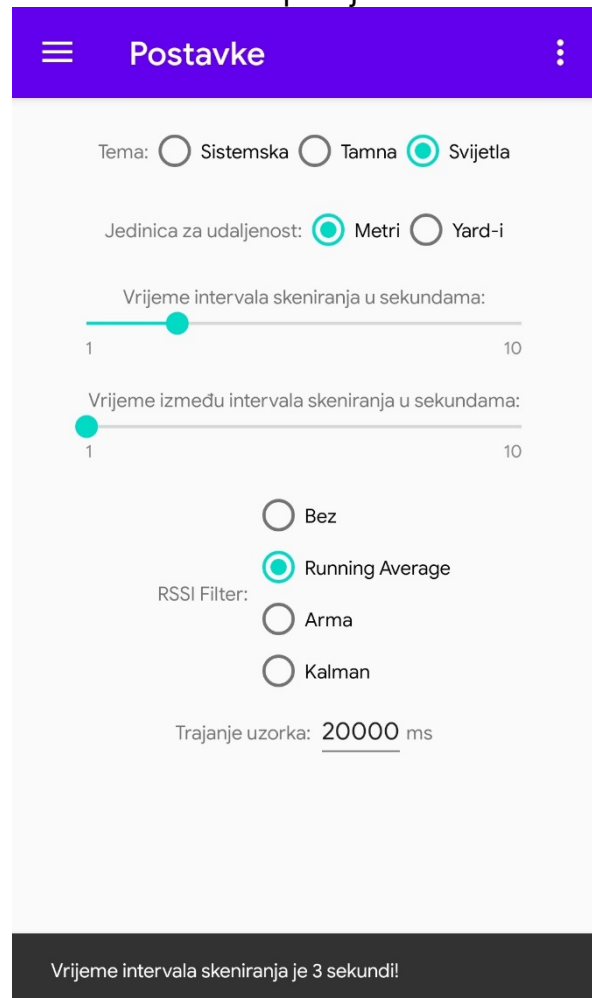 Postavke
Tema: Sistemska Tamna Svijetla
Jedinica za udaljenost: Metri Yard-i
Vrijeme intervala skeniranja u sekundama:
1 10
Vrijeme između intervala skeniranja u sekundama:
1 10
Bez
Running Average
RSSI Filter:
Arma
Kalman
Trajanje uzorka: 20000 ms
Vrijeme intervala skeniranja je 3 sekundi!